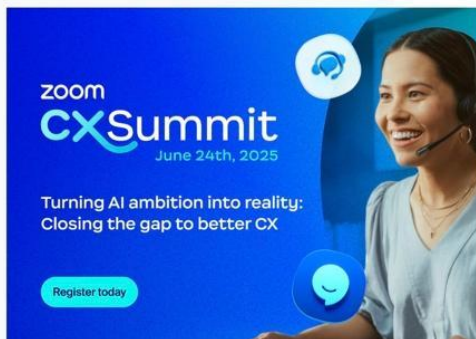 zoom
CXSummit
June 24th, 2025
Turning AI ambition into reality:
Closing the gap to better CX
Register today